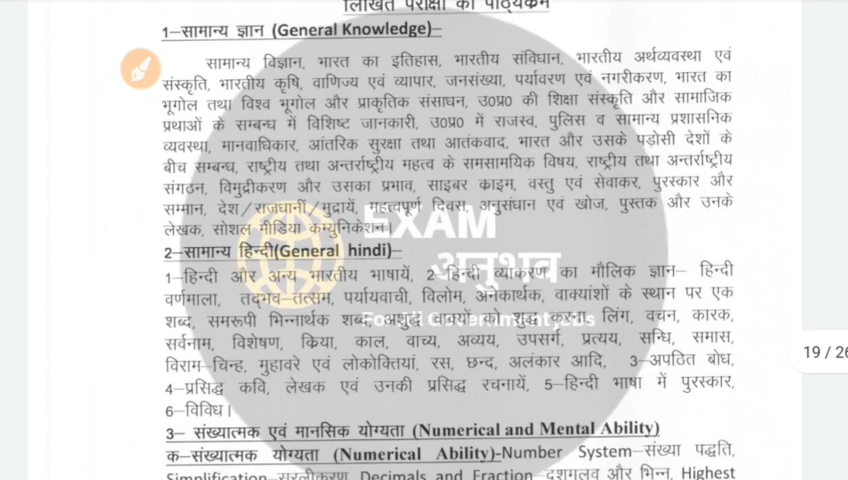 लिखित परीक्षा का पाठ्यक्रम
1–सामान्य ज्ञान (General Knowledge)–
सामान्य विज्ञान, भारत का इतिहास, भारतीय संविधान, भारतीय अर्थव्यवस्था एवं
संस्कृति, भारतीय कृषि, वाणिज्य एवं व्यापार, जनसंख्या, पर्यावरण एवं नगरीकरण, भारत का
भूगोल तथा विश्व भूगोल और प्राकृतिक संसाधन, उ0प्र0 की शिक्षा संस्कृति और सामाजिक
प्रथाओं के सम्बन्ध में विशिष्ट जानकारी, उ0प्र0 में राजस्व, पुलिस व सामान्य प्रशासनिक
व्यवस्था, मानवाधिकार, आंतरिक सुरक्षा तथा आतंकवाद, भारत और उसके पड़ोसी देशों के
बीच सम्बन्ध, राष्ट्रीय तथा अन्तर्राष्ट्रीय महत्व के समसामयिक विषय, राष्ट्रीय तथा अन्तर्राष्ट्रीय
संगठन, विमुद्रीकरण और उसका प्रभाव, साइबर क्राइम, वस्तु एवं सेवाकर, पुरस्कार और
सम्मान, देश/राजधानी/मुद्रायें, महत्वपूर्ण दिवस, अनुसंधान एवं खोज, पुस्तक और उनके
लेखक, सोशल मीडिया कम्युनिकेशन।
EXAM
अनुभव
For All Government Jobs
2–सामान्य हिन्दी(General hindi)–
1–हिन्दी और अन्य भारतीय भाषायें, 2–हिन्दी व्याकरण का मौलिक ज्ञान– हिन्दी
वर्णमाला, तद्भव–तत्सम, पर्यायवाची, विलोम, अनेकार्थक, वाक्यांशों के स्थान पर एक
शब्द, समरूपी भिन्नार्थक शब्द, अशुद्ध वाक्यों को शुद्ध करना, लिंग, वचन, कारक,
सर्वनाम, विशेषण, क्रिया, काल, वाच्य, अव्यय, उपसर्ग, प्रत्यय, सन्धि, समास,
विराम–चिन्ह, मुहावरे एवं लोकोक्तियां, रस, छन्द, अलंकार आदि, 3–अपठित बोध,
4–प्रसिद्ध कवि, लेखक एवं उनकी प्रसिद्ध रचनायें, 5–हिन्दी भाषा में पुरस्कार,
6–विविध।
19 / 26
3– संख्यात्मक एवं मानसिक योग्यता (Numerical and Mental Ability)
क–संख्यात्मक योग्यता (Numerical Ability)-Number System–संख्या पद्धति,
Simplification–सरलीकरण, Decimals and Fraction–दशमलव और भिन्न, Highest